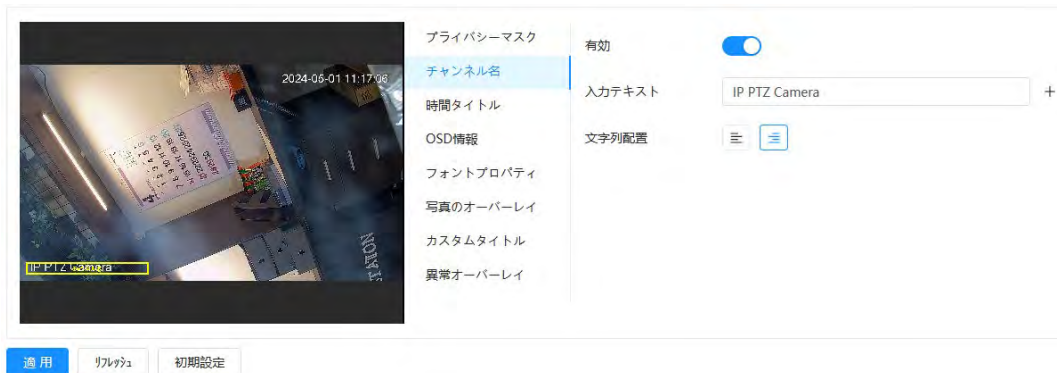 2024-05-01 11:17:06
IP PTZ Camera
プライバシーマスク
チャンネル名
時間タイトル
OSD情報
フォントプロパティ
写真のオーバーレイ
カスタムタイトル
異常オーバーレイ
有効
入力テキスト
IP PTZ Camera
+
文字列配置
適用
リフレッシュ
初期設定